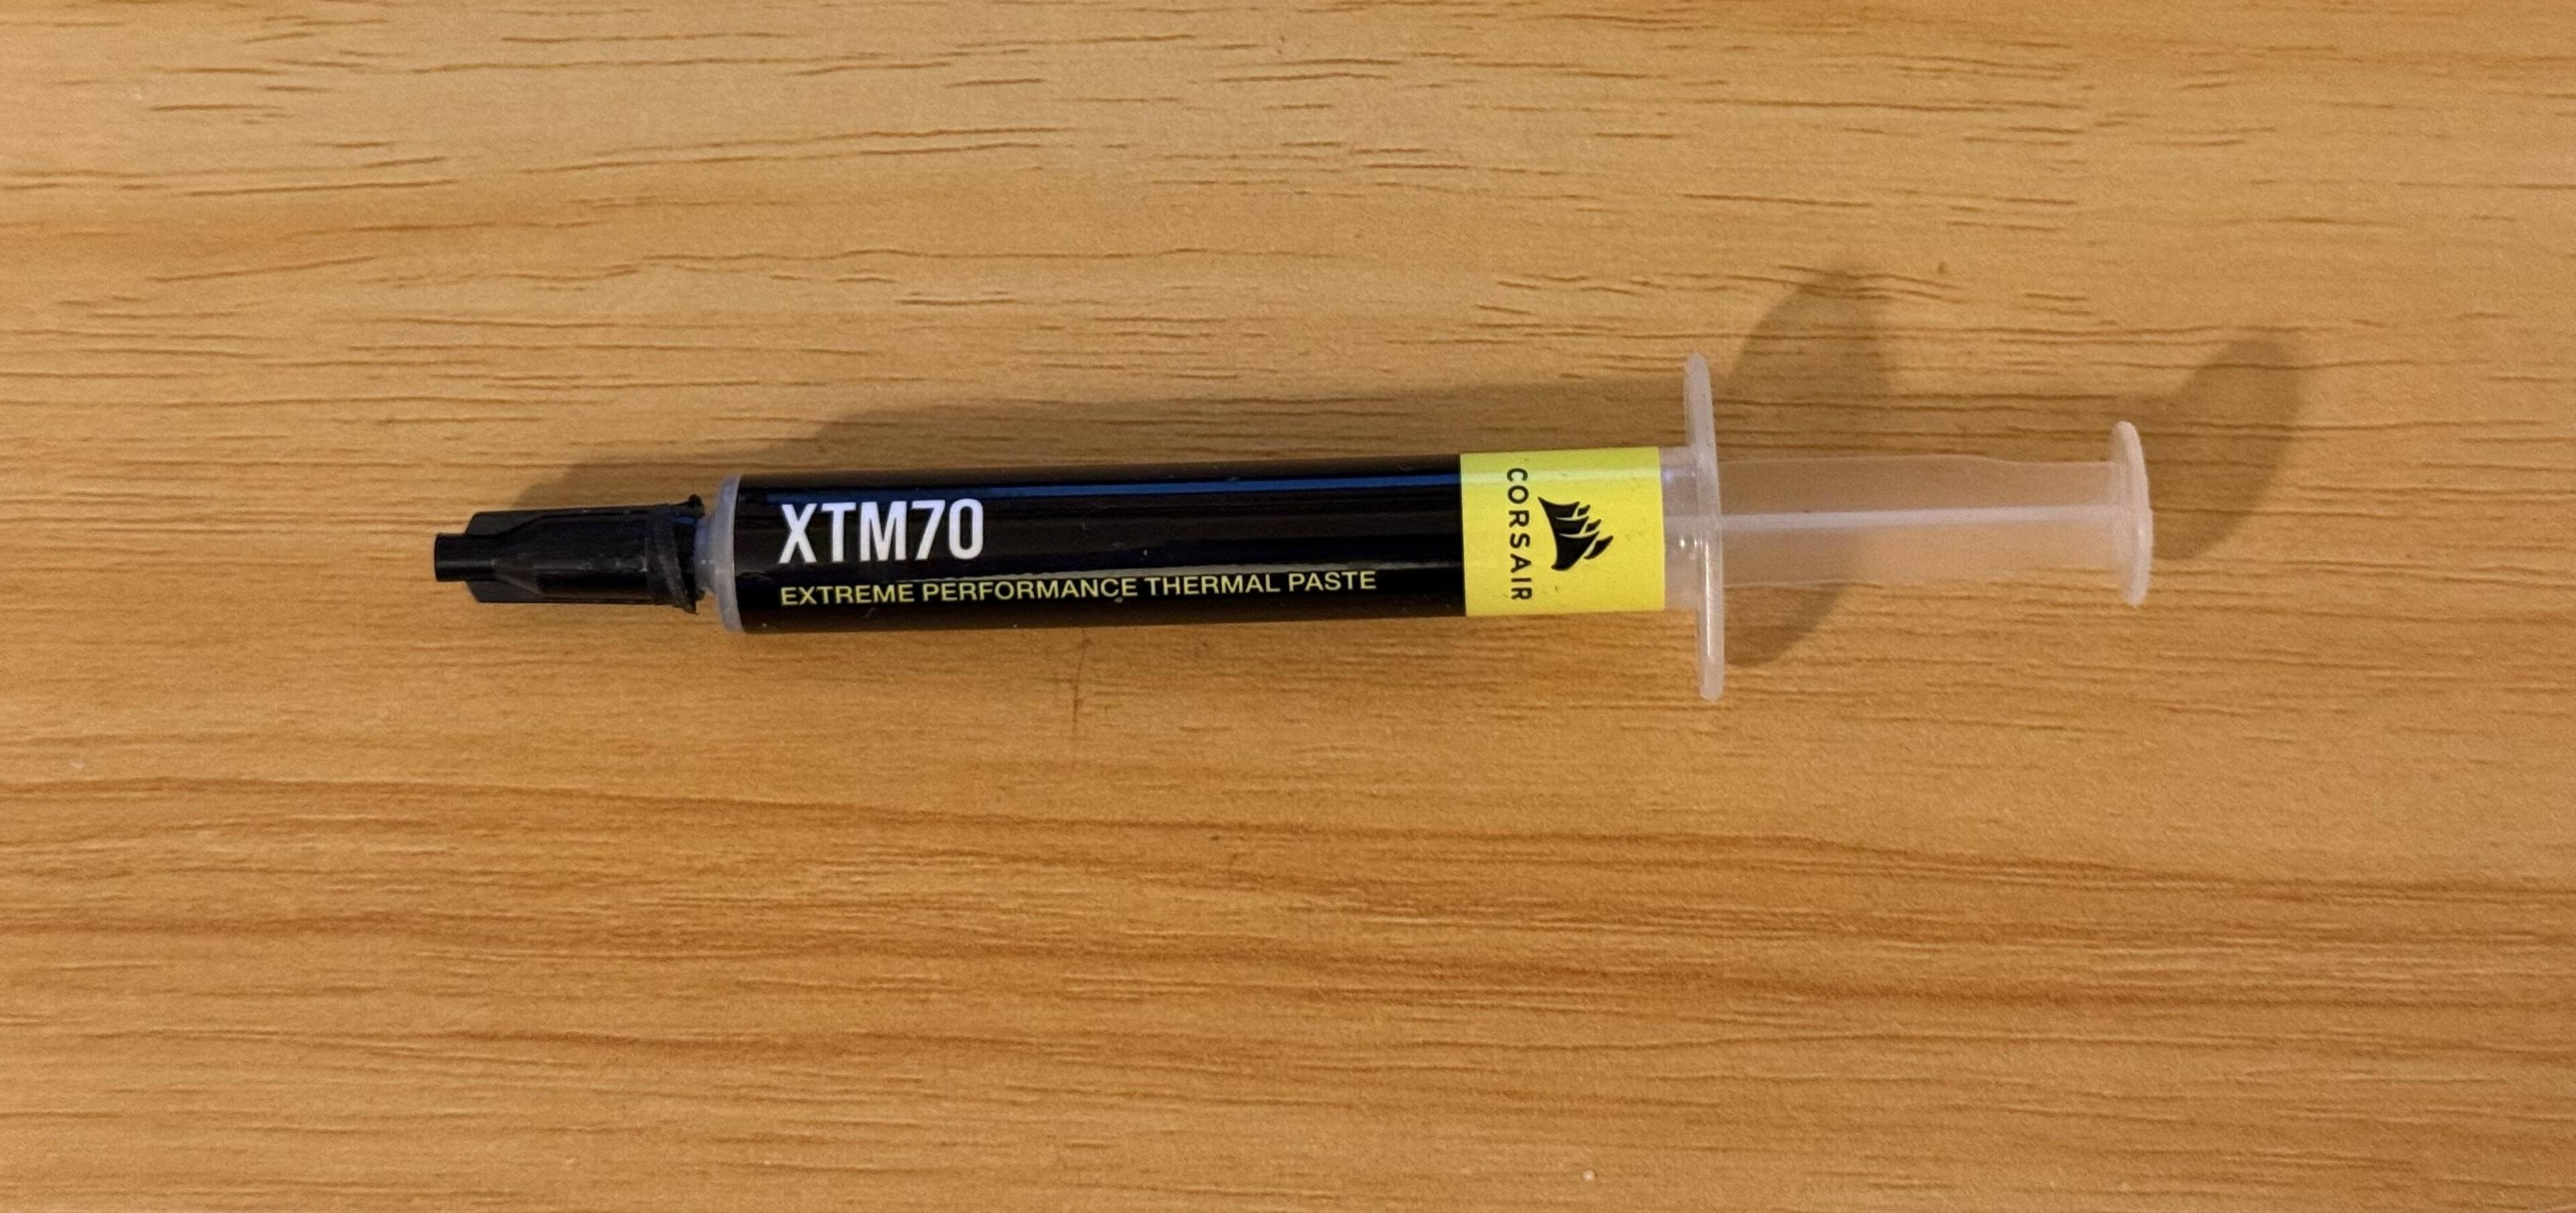 XTM70
EXTREME PERFORMANCE THERMAL PASTE
CORSAIR